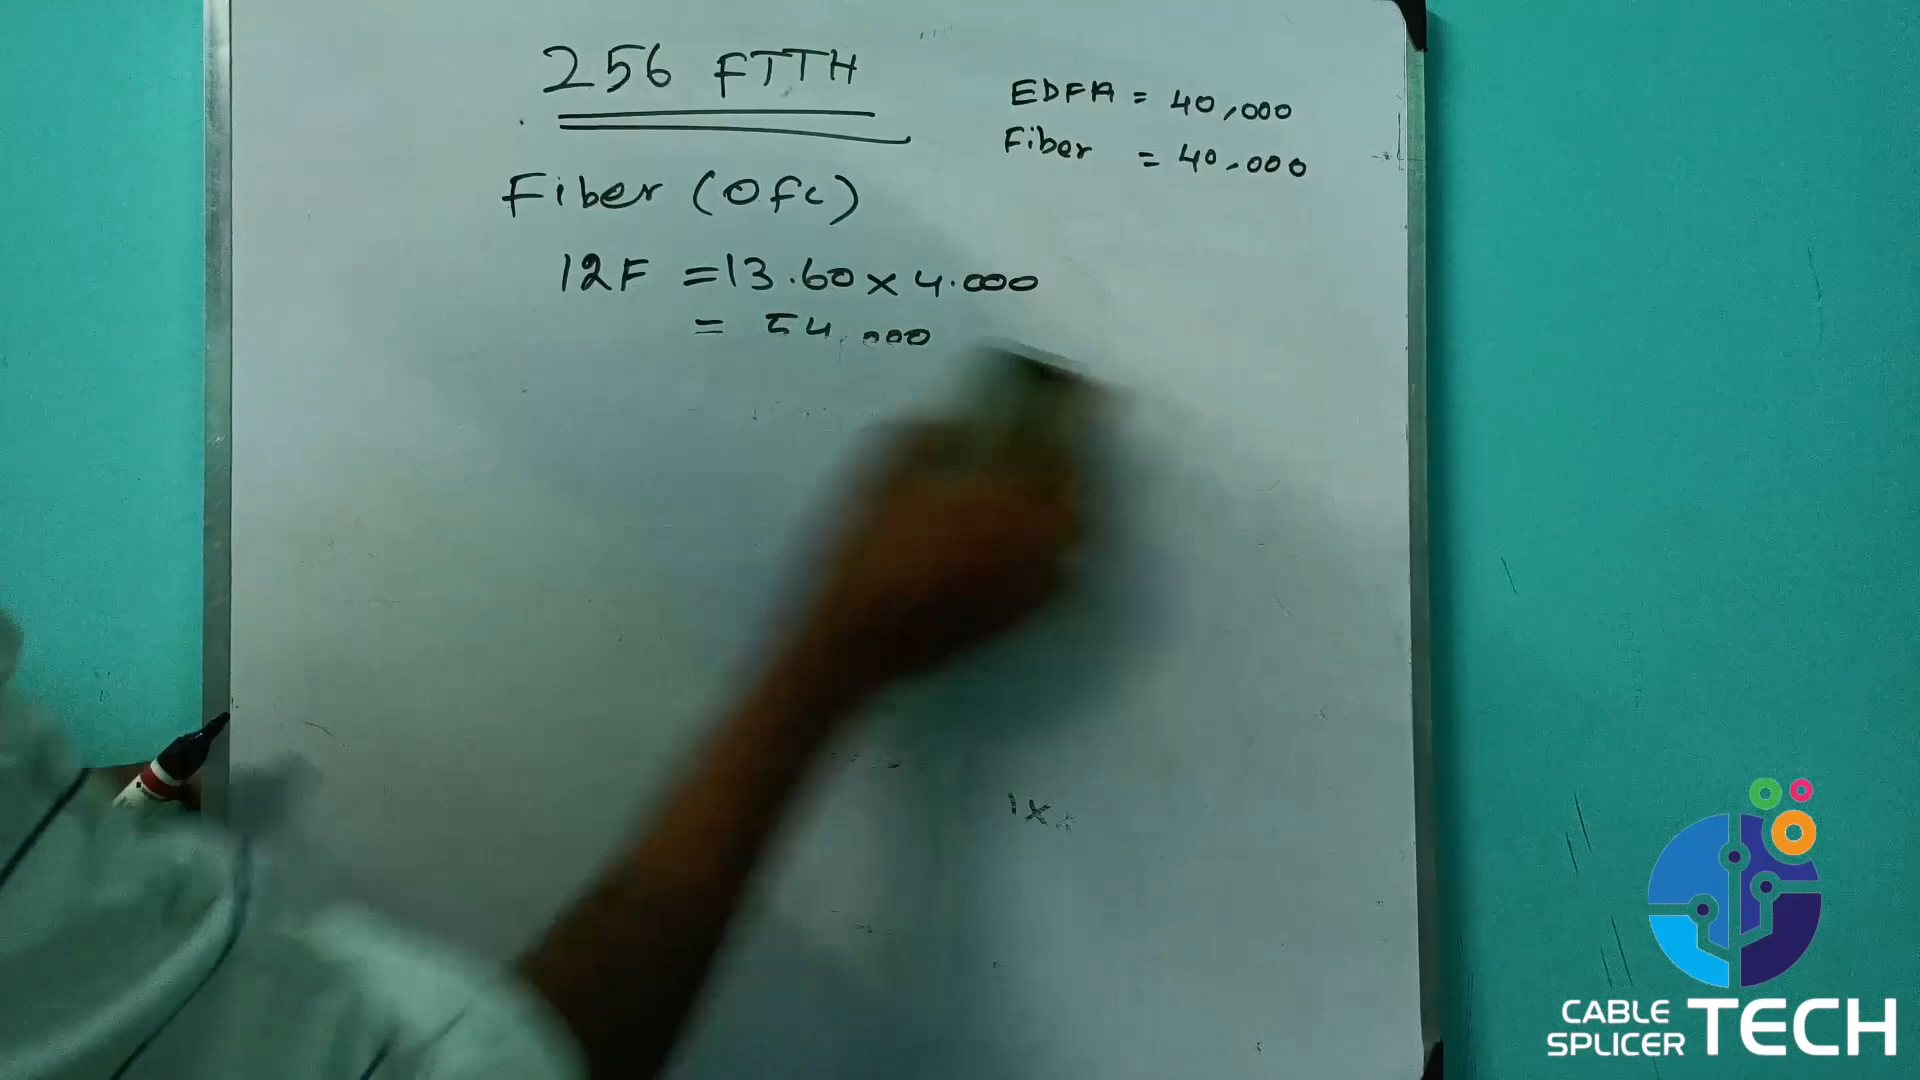 256 FTTH
EDFA = 40,000
Fiber = 40.000
Fiber (Ofc)
12F = 13.60 x 4.000
= 54,000
1x
CABLE SPLICER TECH